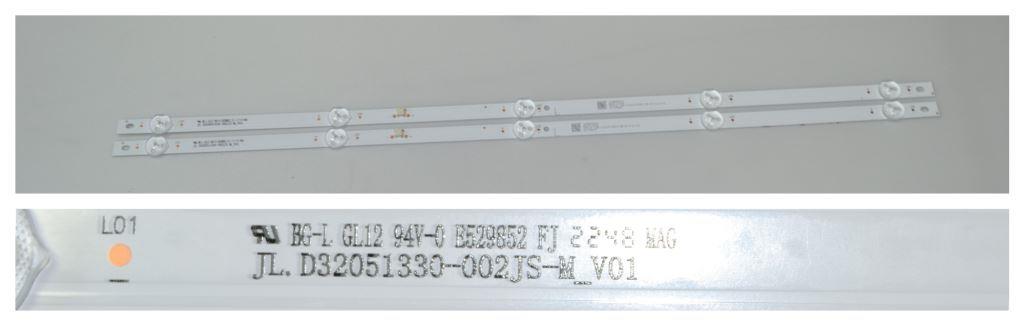 L01
BG-L GL12 94V-0 E529852 FJ 2248 MAG
JL.D32051330-002JS-M_V01